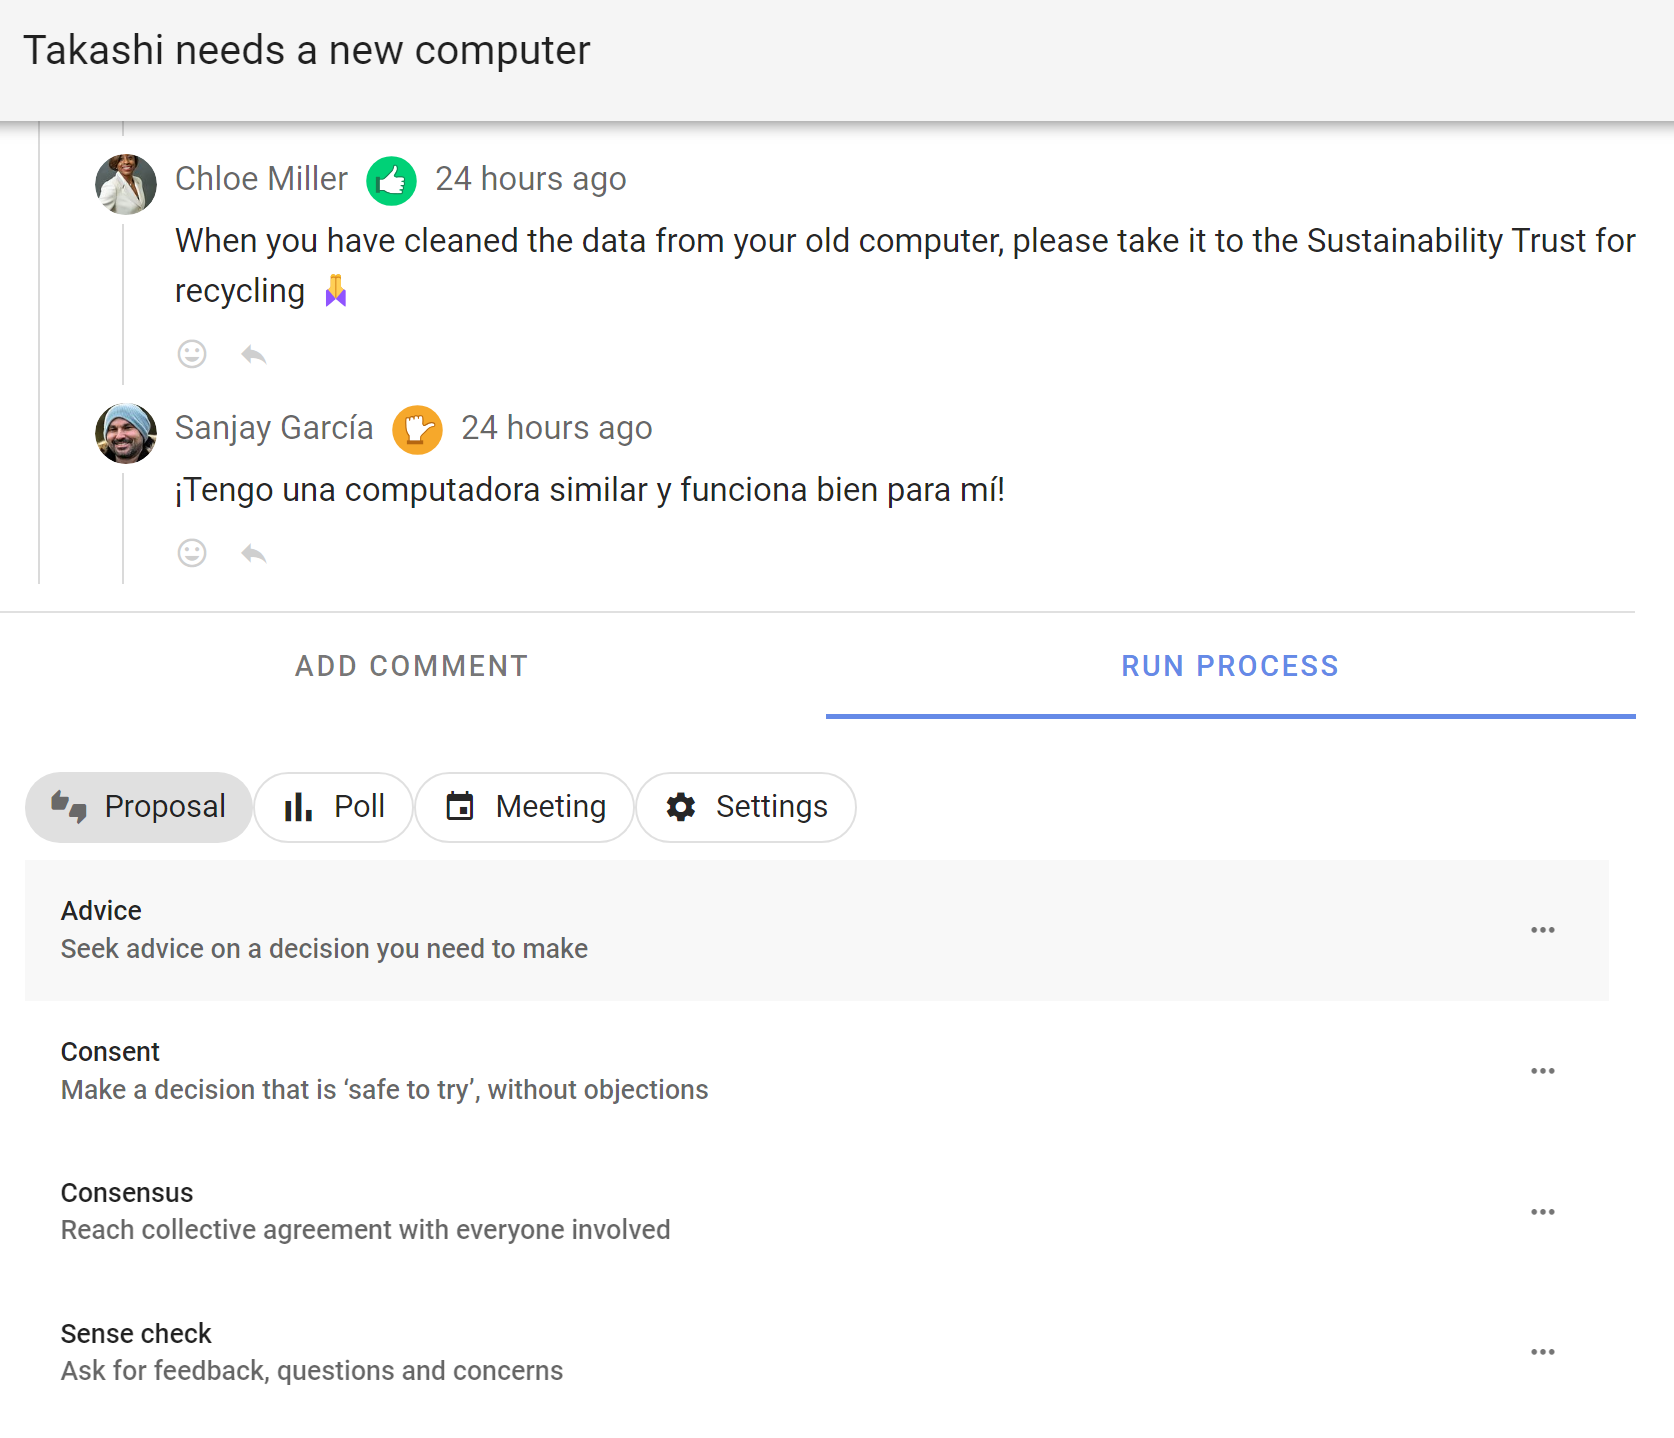 Takashi needs a new computer
Chloe Miller 24 hours ago
When you have cleaned the data from your old computer, please take it to the Sustainability Trust for
recycling 🙏
Sanjay García 24 hours ago
¡Tengo una computadora similar y funciona bien para mí!
ADD COMMENT RUN PROCESS
Proposal Poll Meeting Settings
Advice
Seek advice on a decision you need to make
Consent
Make a decision that is ‘safe to try’, without objections
Consensus
Reach collective agreement with everyone involved
Sense check
Ask for feedback, questions and concerns